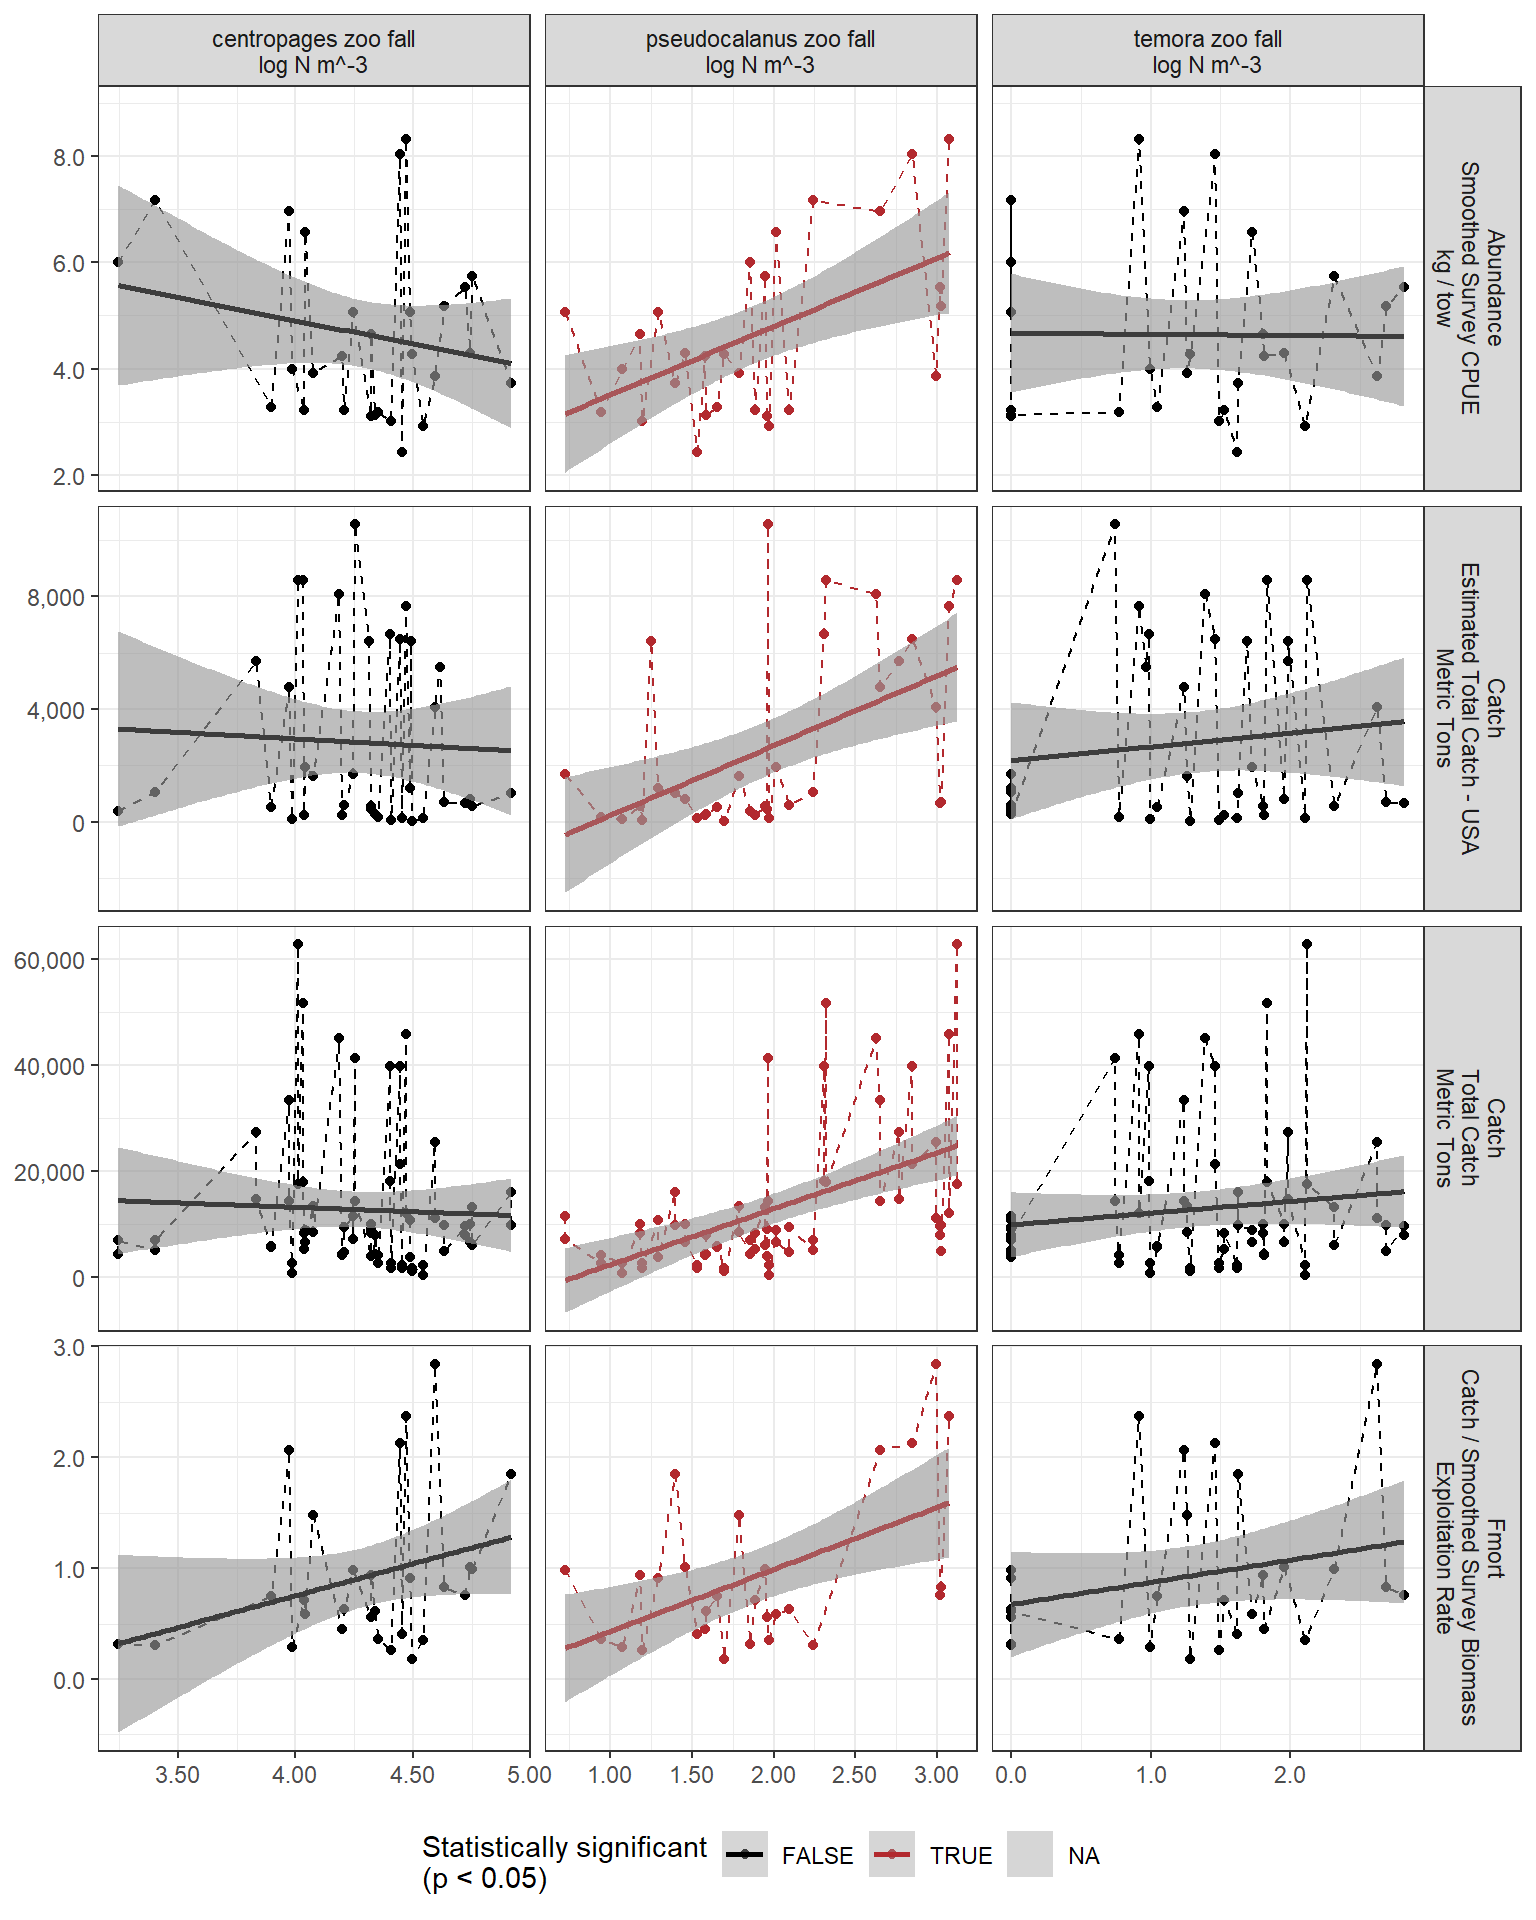 centropages zoo fall
log N m^-3
pseudocalanus zoo fall
log N m^-3
temora zoo fall
log N m^-3
8.0
6.0
4.0
2.0
Abundance
Smoothed Survey CPUE
kg / tow
8,000
4,000
0
Catch
Estimated Total Catch - USA
Metric Tons
60,000
40,000
20,000
0
Catch
Total Catch
Metric Tons
3.0
2.0
1.0
0.0
Fmort
Catch / Smoothed Survey Biomass
Exploitation Rate
3.50 4.00 4.50 5.00
1.00 1.50 2.00 2.50 3.00
0.0 1.0 2.0
Statistically significant
(p < 0.05)
FALSE
TRUE
NA